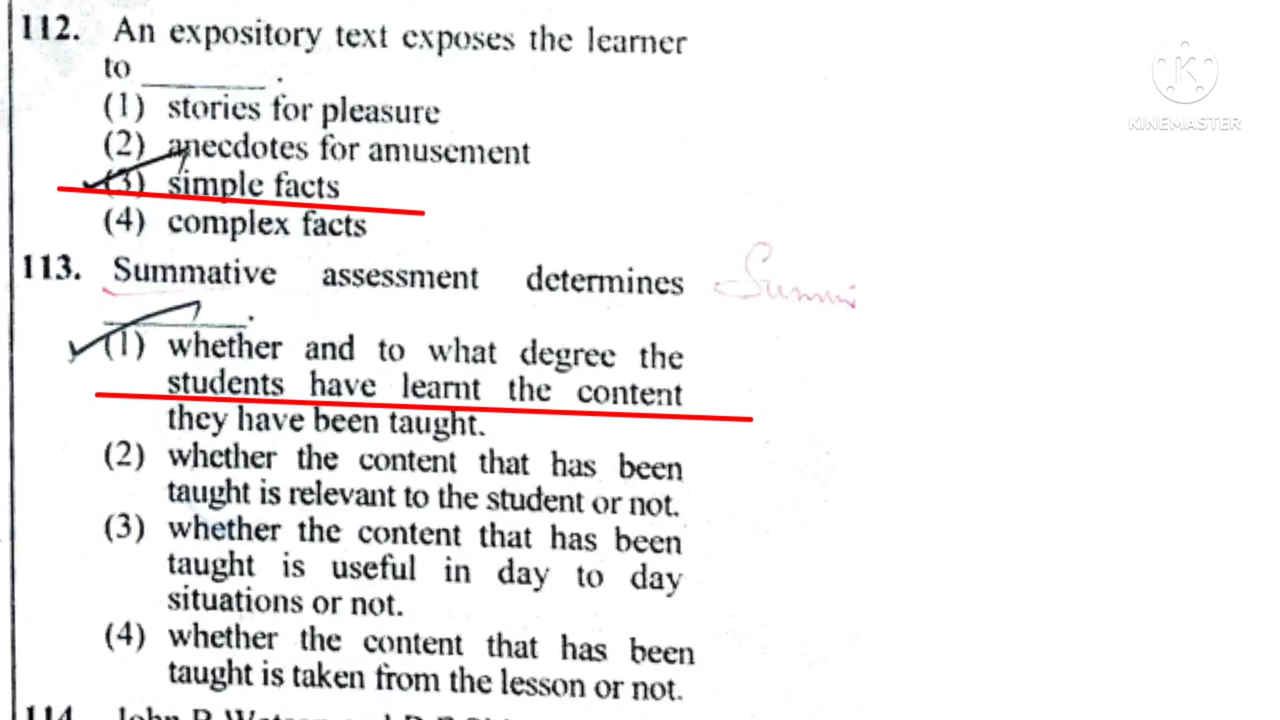 112. An expository text exposes the learner
to ________ .
(1) stories for pleasure
(2) anecdotes for amusement
(3) simple facts
(4) complex facts
113. Summative assessment determines
________.
(1) whether and to what degree the
students have learnt the content
they have been taught.
(2) whether the content that has been
taught is relevant to the student or not.
(3) whether the content that has been
taught is useful in day to day
situations or not.
(4) whether the content that has been
taught is taken from the lesson or not.
114.
K
KINEMASTER